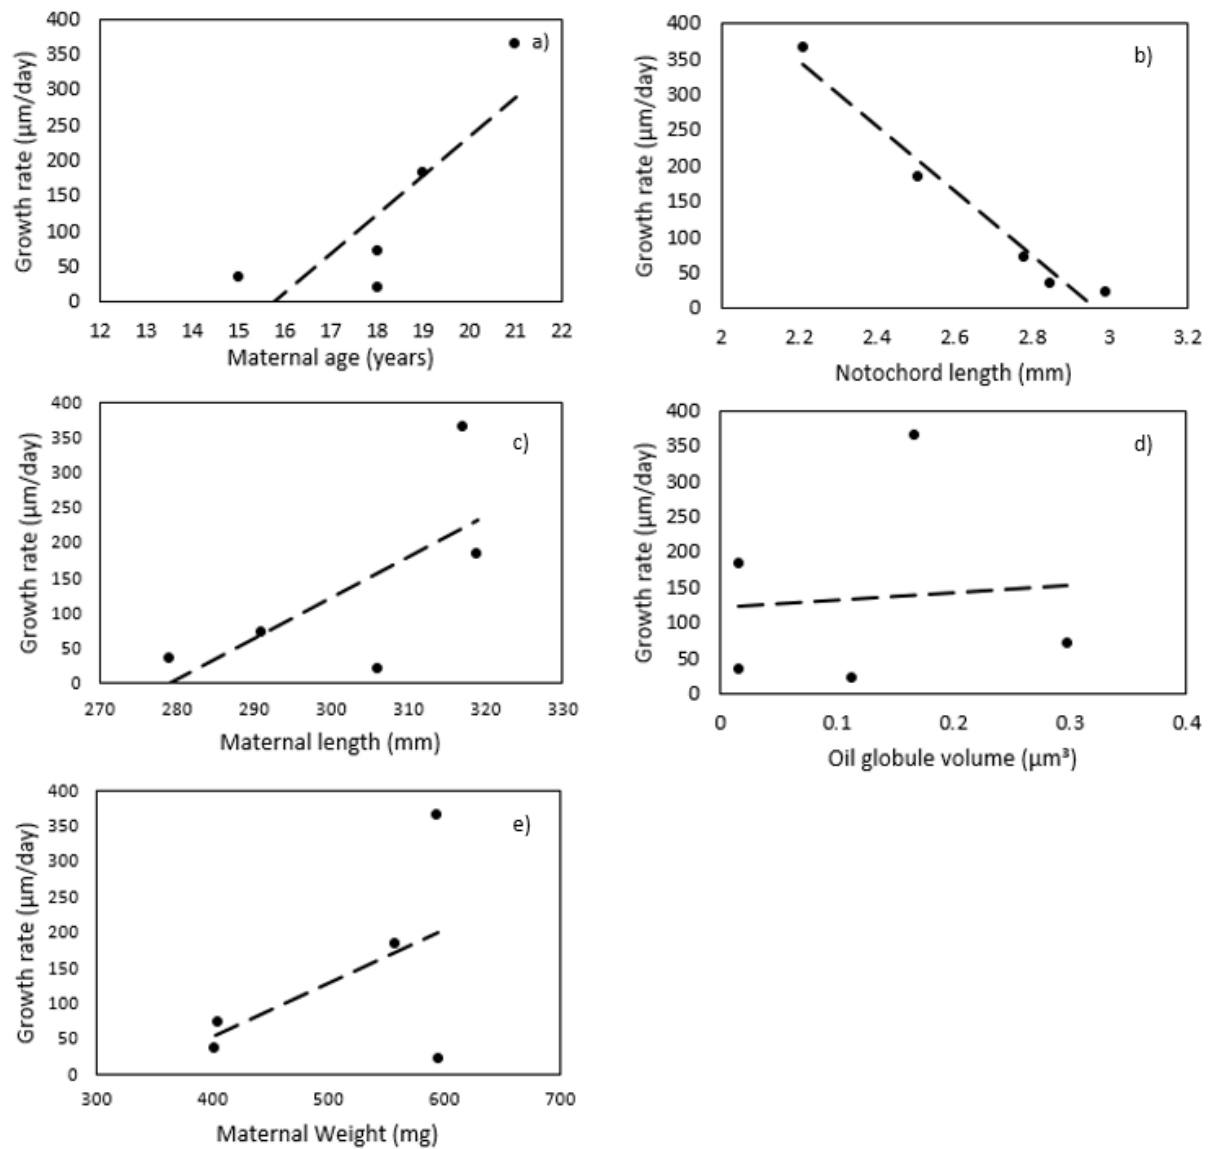 a)
Growth rate (µm/day)
400
350
300
250
200
150
100
50
0
12 13 14 15 16 17 18 19 20 21 22
Maternal age (years)
b)
Growth rate (µm/day)
400
350
300
250
200
150
100
50
0
2 2.2 2.4 2.6 2.8 3 3.2
Notochord length (mm)
c)
Growth rate (µm/day)
400
350
300
250
200
150
100
50
0
270 280 290 300 310 320 330
Maternal length (mm)
d)
Growth rate (µm/day)
400
350
300
250
200
150
100
50
0
0 0.1 0.2 0.3 0.4
Oil globule volume (µm³)
e)
Growth rate (µm/day)
400
350
300
250
200
150
100
50
0
300 400 500 600 700
Maternal Weight (mg)